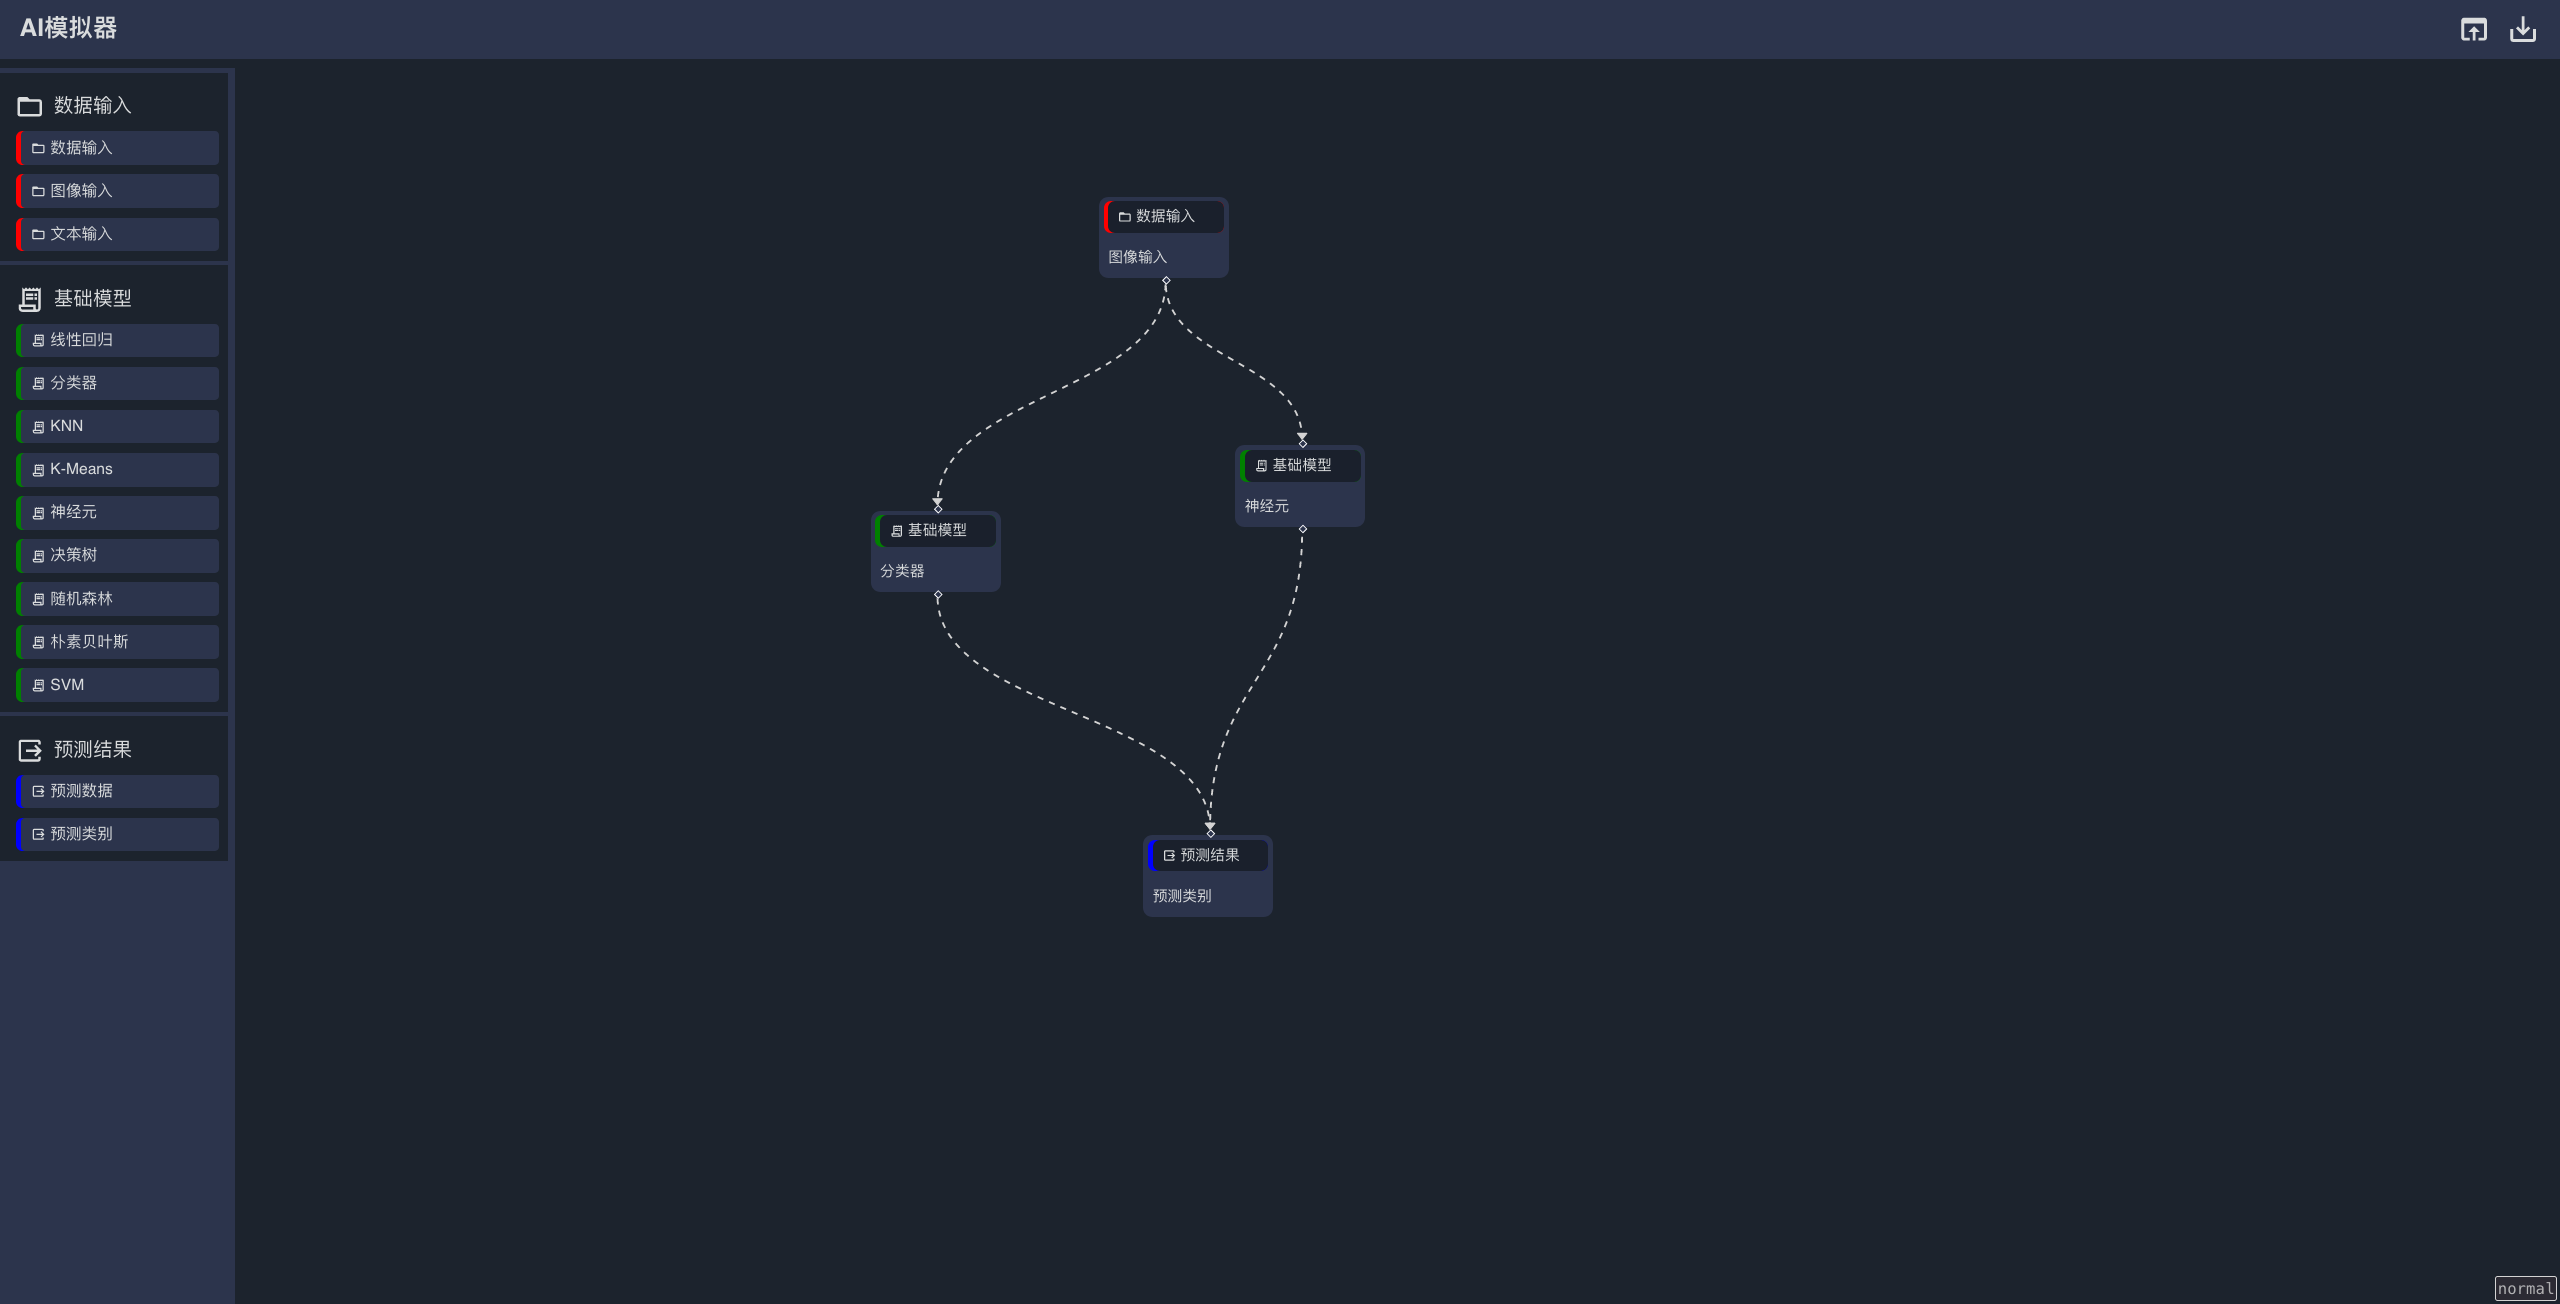 AI模拟器
数据输入
数据输入
图像输入
文本输入
基础模型
线性回归
分类器
KNN
K-Means
神经元
决策树
随机森林
朴素贝叶斯
SVM
预测结果
预测数据
预测类别
数据输入
图像输入
基础模型
神经元
基础模型
分类器
预测结果
预测类别
normal